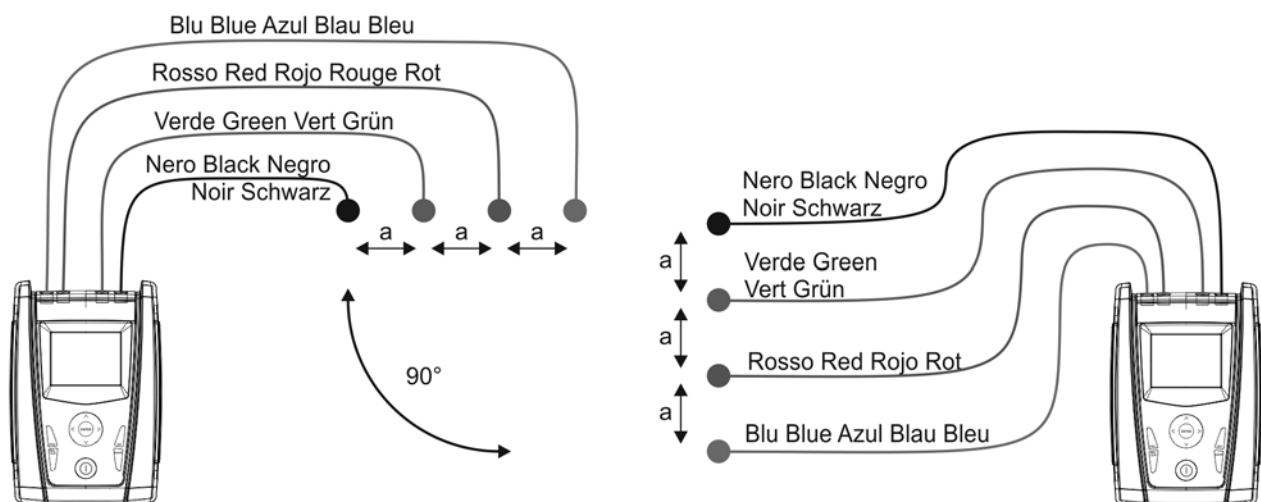 Blu Blue Azul Blau Bleu
Rosso Red Rojo Rouge Rot
Verde Green Vert Grün
Nero Black Negro
Noir Schwarz
a a a
90°
Nero Black Negro
Noir Schwarz
a
Verde Green
Vert Grün
a
Rosso Red Rojo Rot
a
Blu Blue Azul Blau Bleu